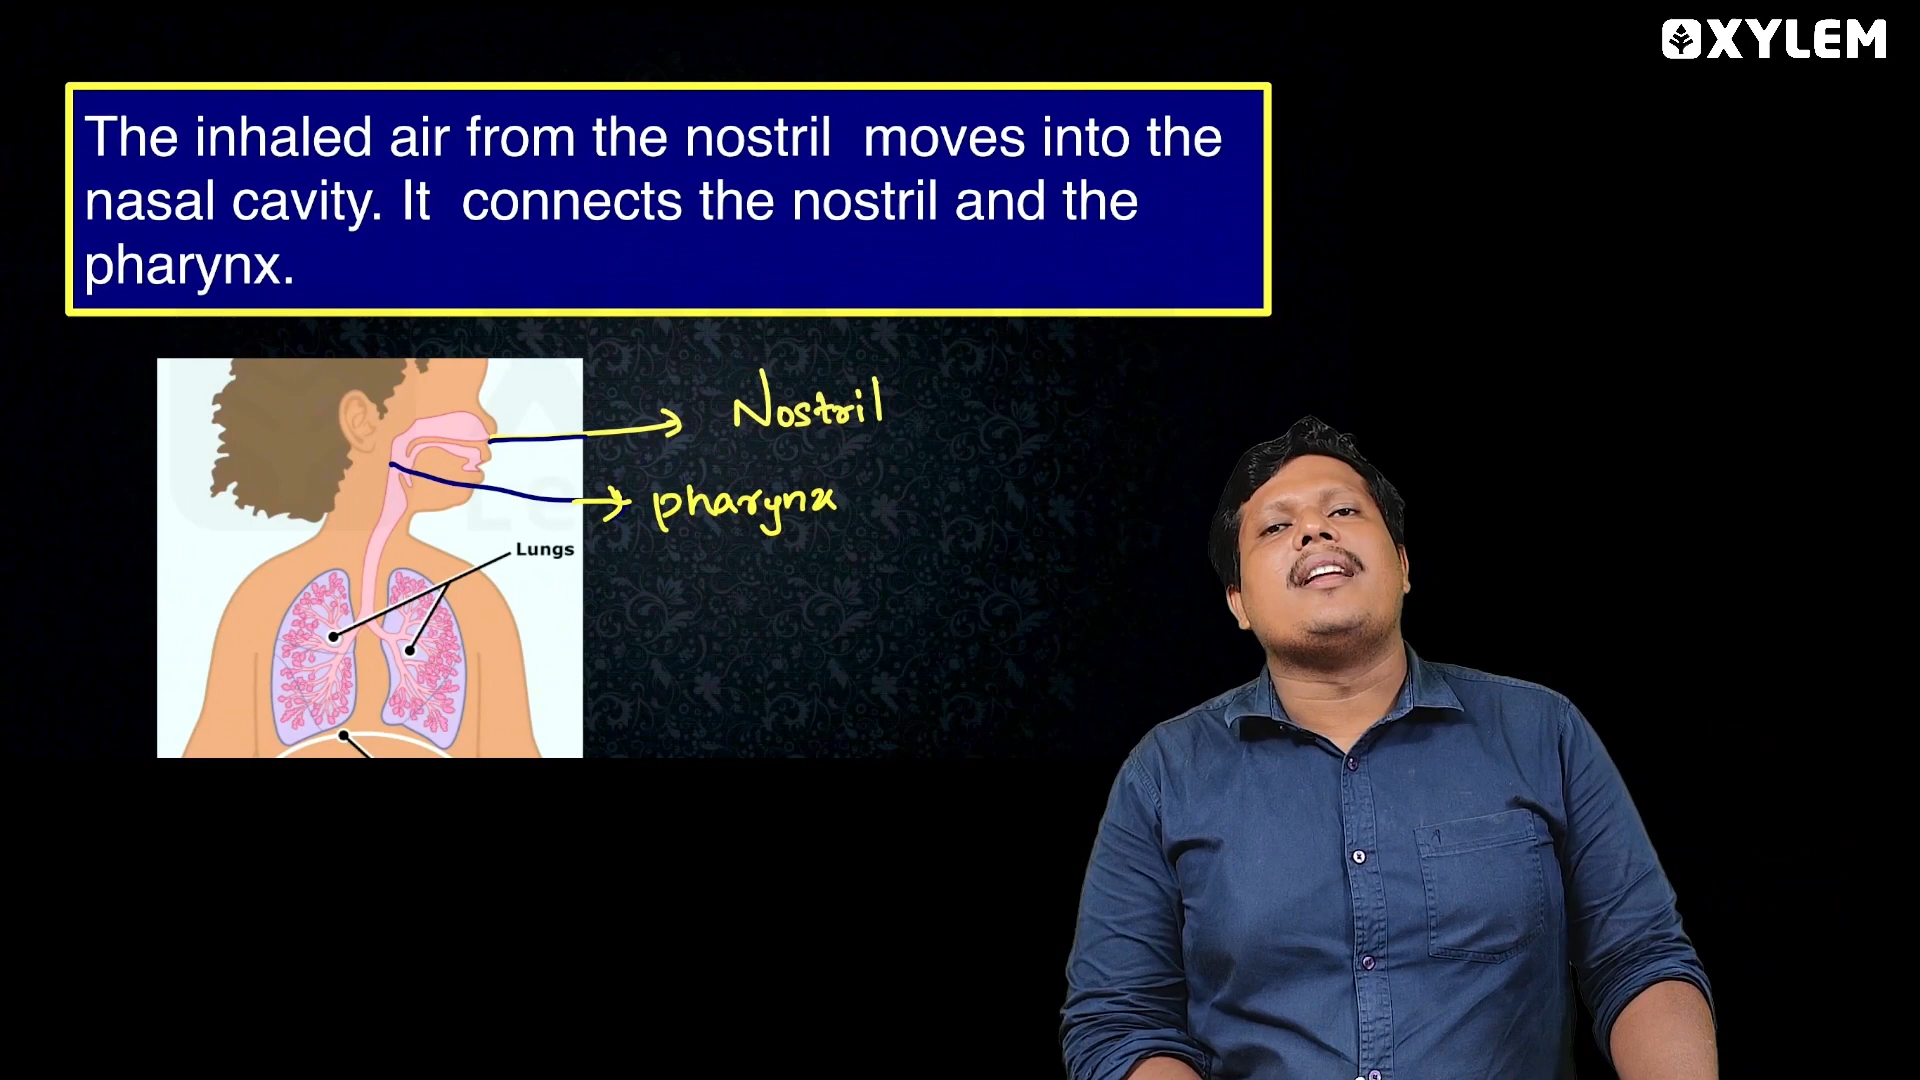 XYLEM
The inhaled air from the nostril moves into the
nasal cavity. It connects the nostril and the
pharynx.
Nostril
pharynx
Lungs